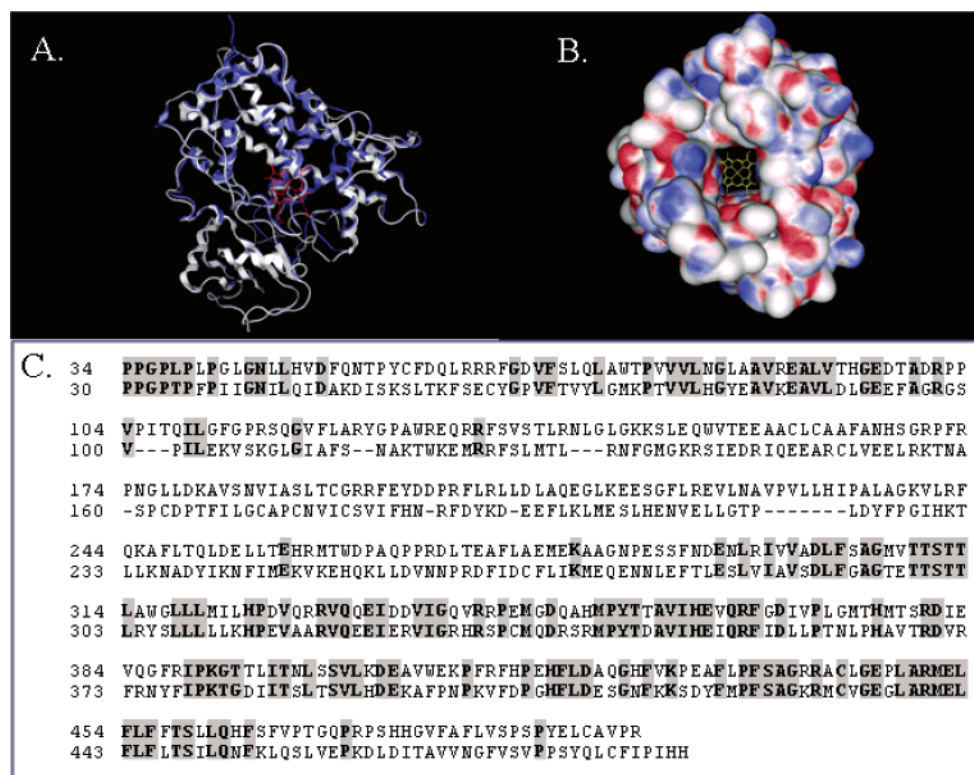 A.
B.
C.
34 PPGPLPLPGLGNLLHVDFQNTPYCFDQLRRRFGDVFSLQLAWTPVVVLNGLAAVREALVTHGEDTADRPP
30 PPGPTPFPIIGNILQIDAKDISKSLTKFSECYGPVFTVYLGMKPTVVLHGYEAVKEAVLDLGEEFAGRGS
104 VPITQILGFGPRSQGVFLARYGPAWREQRRFSVSTLRNLGLGKKSLEQWVTEEAACLCAAFANHSGRPFR
100 V---PILEKVSKGLGIAFS--NAKTWKEMRRFSLMTL---RNFGMGKRSIEDRIQEEARCLVEELRKTNA
174 PNGLLDKAVSNVIASLTCGRRFEYDDPRFLRLLDLAQEGLKEESGFLREVLNAVPVLLHIPALAGKVLRF
160 -SPCDPTFILGCAPCNVICSVIFHN-RFDYKD-EEFLKLMESLHENVELLGTP-------LDYFPGIHKT
244 QKAFLTQLDELLTEHRMTWDPAQPPRDLTEAFLAEMEKAAGNPESSFNDENLRIVVADLFSAGMVTTSTT
233 LLKNADYIKNFIMEKVKEHQKLLDVNNPRDFIDCFLIKMEQENNLEFTLESLVIAVSDLFGAGTETTSTT
314 LAWGLLLMILHPDVQRRVQQEIDDVIGQVRRPEMGDQAHMPYTTAVIHEVQRFGDIVPLGMTHMTSRDIE
303 LRYSLLLLLKHPEVAARVQEEIERVIGRHRSPCMQDRSRMPYTDAVIHEIQRFIDLLPTNLPHAVTRDVR
384 VQGFRIPKGTTLITNLSSVLKDEAVWEKPFRFHPEHFLDAQGHFVKPEAFLPFSAGRRACLGEPLARMEL
373 FRNYFIPKTGDIITSLTSVLHDEKAFPNPKVFDPGHFLDESGNFKKSDYFMPFSAGKRMCVGEGLARMEL
454 FLFFTSLLQHFSFVPTGQPRPSHHGVFAFLVSPSPYELCAVPR
443 FLFLTSILQNFKLQSLVEPKDLDITAVVNGFVSVPPSYQLCFIPIHH